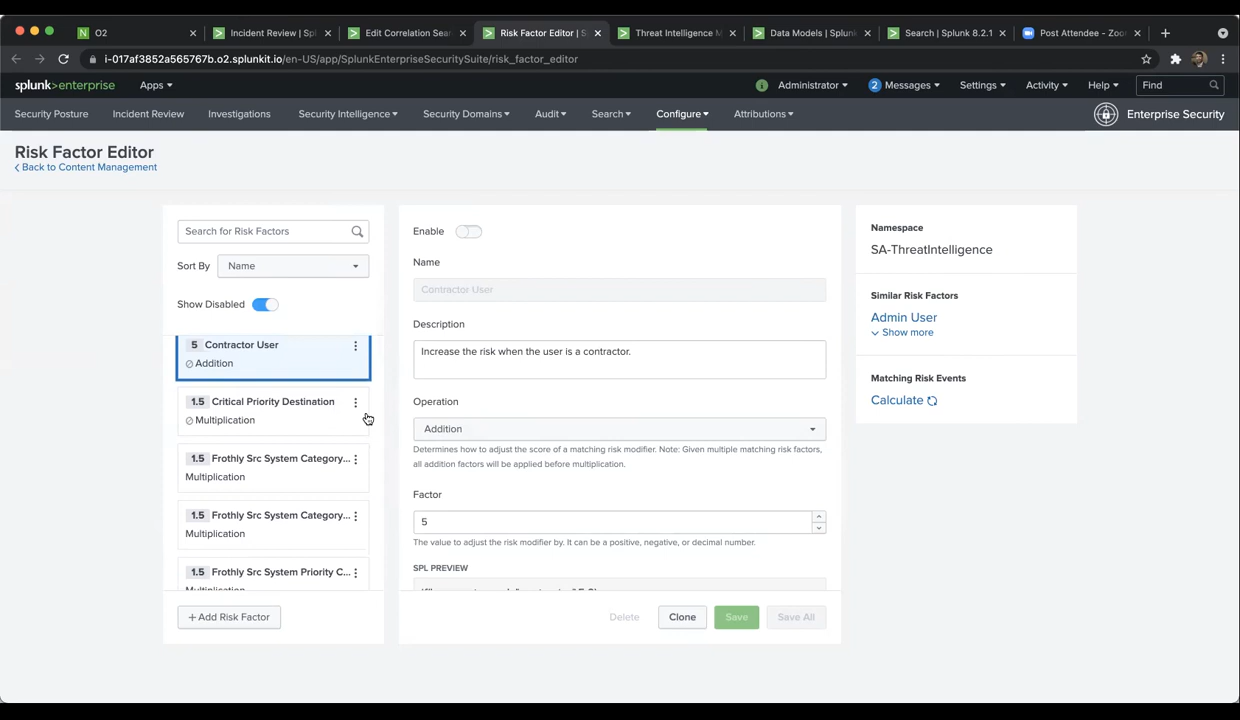 O2
Incident Review | Spl
Edit Correlation Sear
Risk Factor Editor | S
Threat Intelligence M
Data Models | Splunk
Search | Splunk 8.2.1
Post Attendee - Zoo
i-017af3852a565767b.o2.splunkit.io/en-US/app/SplunkEnterpriseSecuritySuite/risk_factor_editor
splunk>enterprise Apps Administrator 2 Messages Settings Activity Help Find
Security Posture Incident Review Investigations Security Intelligence Security Domains Audit Search Configure Attributions Enterprise Security
Risk Factor Editor
Back to Content Management
Search for Risk Factors
Sort By Name
Show Disabled
5 Contractor User
Addition
1.5 Critical Priority Destination
Multiplication
1.5 Frothly Src System Category...
Multiplication
1.5 Frothly Src System Category...
Multiplication
1.5 Frothly Src System Priority C...
Multiplication
+ Add Risk Factor
Enable
Name
Contractor User
Description
Increase the risk when the user is a contractor.
Operation
Addition
Determines how to adjust the score of a matching risk modifier. Note: Given multiple matching risk factors,
all addition factors will be applied before multiplication.
Factor
5
The value to adjust the risk modifier by. It can be a positive, negative, or decimal number.
SPL PREVIEW
Delete Clone Save Save All
Namespace
SA-ThreatIntelligence
Similar Risk Factors
Admin User
Show more
Matching Risk Events
Calculate